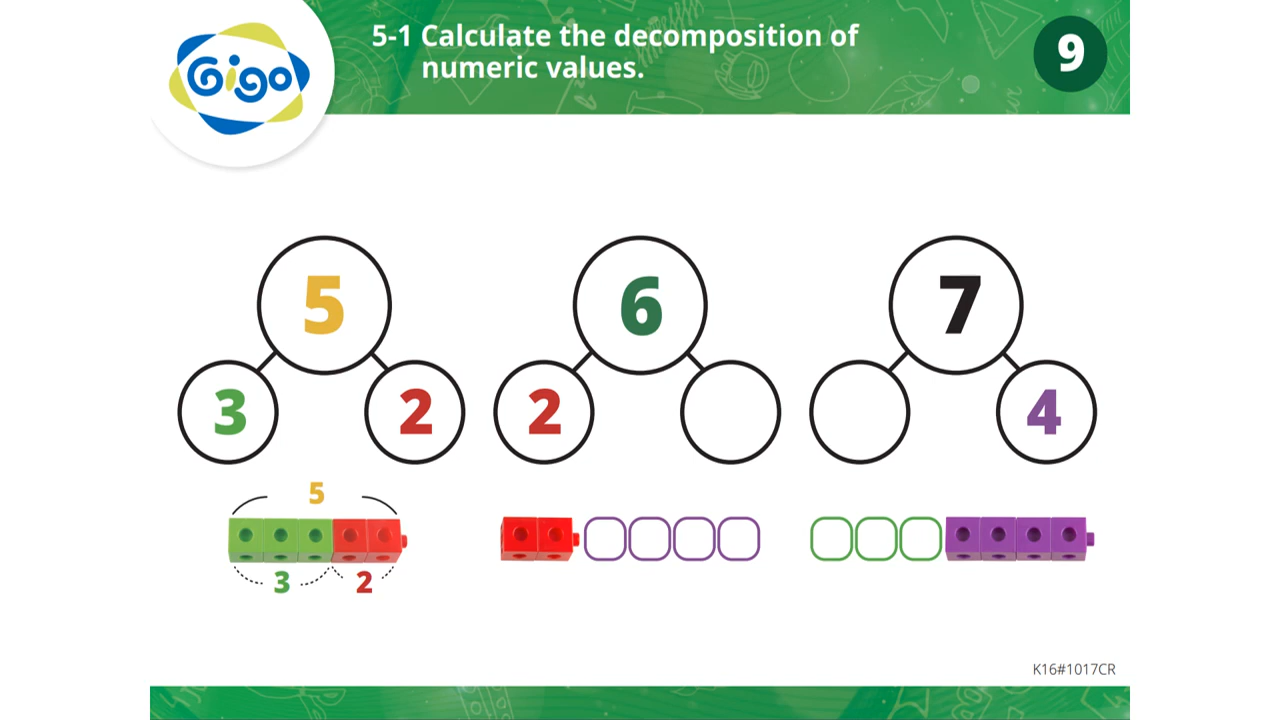 Gigo
5-1 Calculate the decomposition of
numeric values.
9
5
6
7
3
2
2
4
5
3
2
K16#1017CR